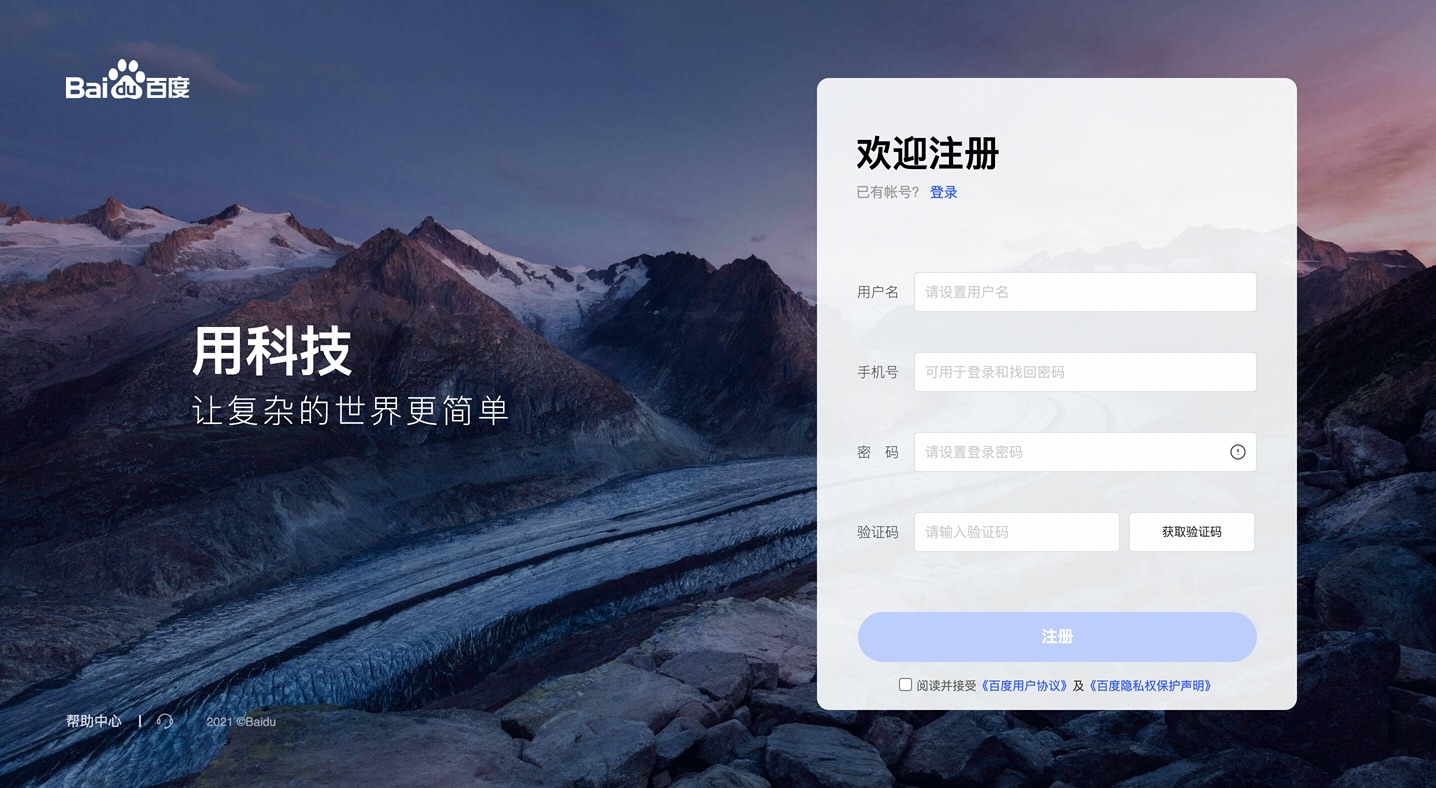 Bai du 百度
用科技
让复杂的世界更简单
欢迎注册
已有帐号? 登录
用户名 请设置用户名
手机号 可用于登录和找回密码
密 码 请设置登录密码
验证码 请输入验证码 获取验证码
注册
阅读并接受《百度用户协议》及《百度隐私权保护声明》
帮助中心 | 2021 ©Baidu